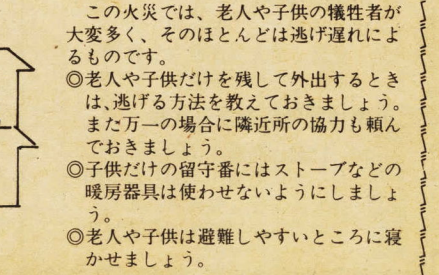 この火災では、老人や子供の犠牲者が
大変多く、そのほとんどは逃げ遅れによ
るものです。
◎老人や子供だけを残して外出するとき
は、逃げる方法を教えておきましょう。
また万一の場合に隣近所の協力も頼ん
でおきましょう。
◎子供だけの留守番にはストーブなどの
暖房器具は使わせないようにしましょ
う。
◎老人や子供は避難しやすいところに寝
かせましょう。